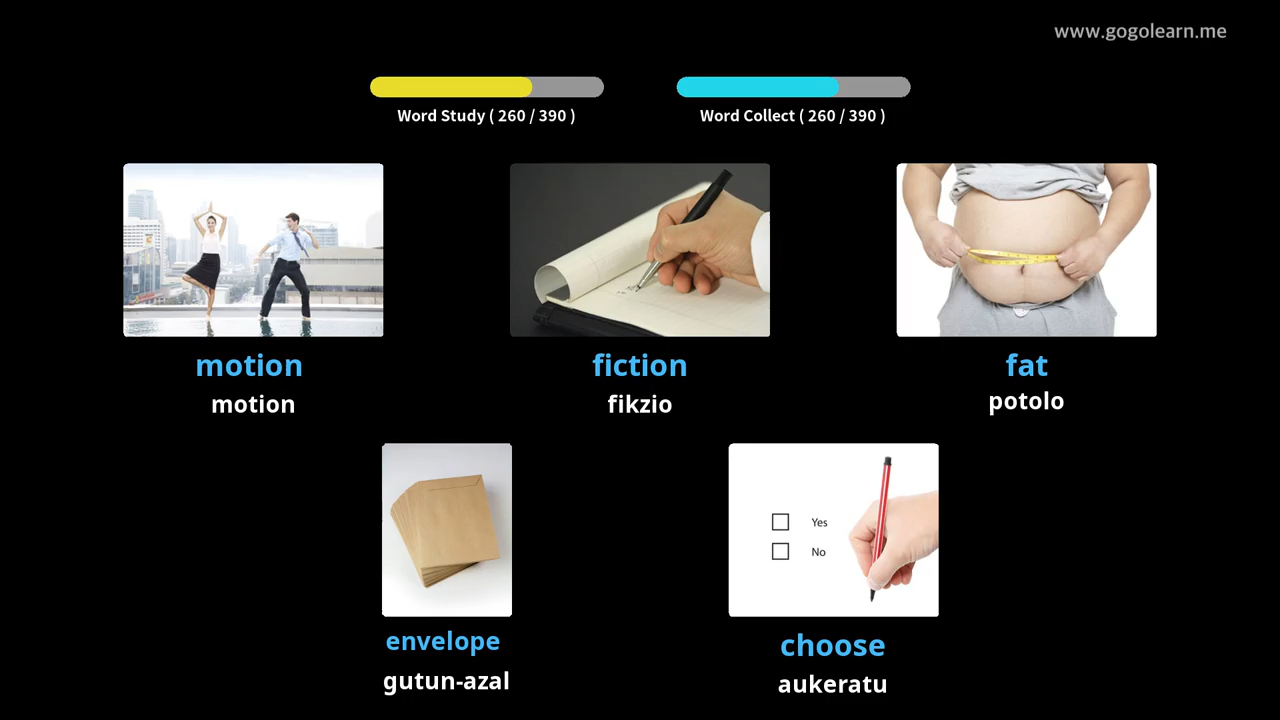 www.gogolearn.me
Word Study ( 260 / 390 )
Word Collect ( 260 / 390 )
motion
motion
fiction
fikzio
fat
potolo
envelope
gutun-azal
Yes
No
choose
aukeratu